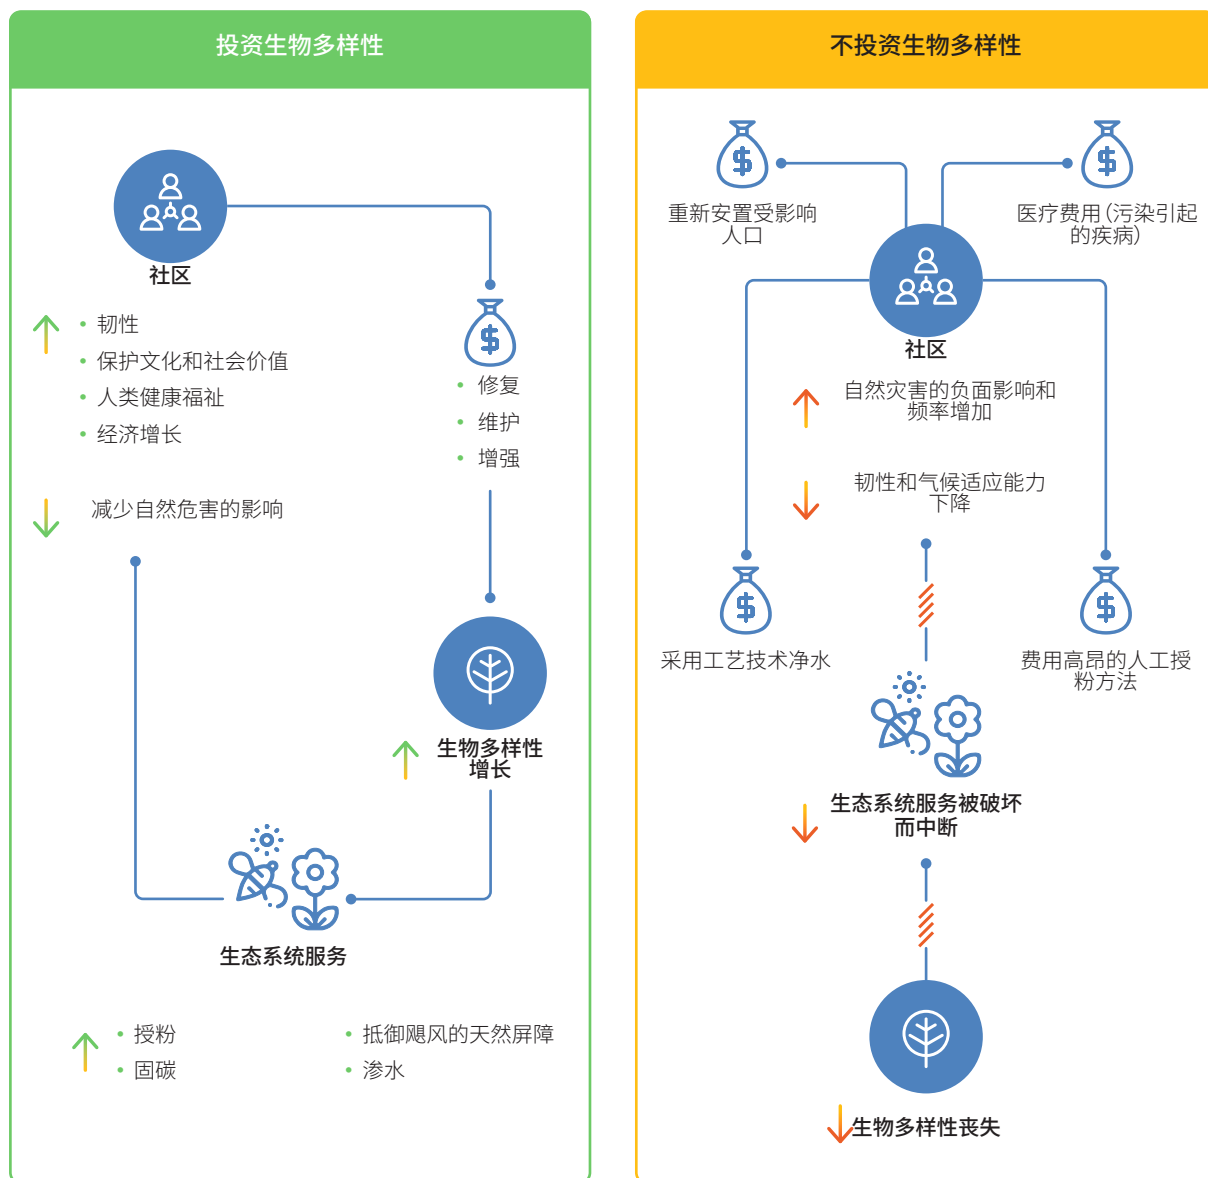 投资生物多样性
社区
韧性
保护文化和社会价值
人类健康福祉
经济增长
减少自然危害的影响
修复
维护
增强
生物多样性
增长
生态系统服务
授粉
固碳
抵御飓风的天然屏障
渗水
不投资生物多样性
重新安置受影响
人口
医疗费用(污染引起
的疾病)
社区
自然灾害的负面影响和
频率增加
韧性和气候适应能力
下降
采用工艺技术净水
费用高昂的人工授
粉方法
生态系统服务被破坏
而中断
生物多样性丧失